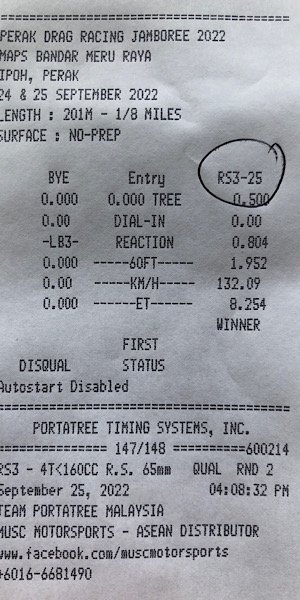 ================================
PERAK DRAG RACING JAMBOREE 2022
MAPS BANDAR MERU RAYA
IPOH, PERAK
24 & 25 SEPTEMBER 2022
LENGTH : 201M - 1/8 MILES
SURFACE : NO-PREP
BYE Entry RS3-25
0.000 0.000 TREE 0.500
0.00 DIAL-IN 0.00
-LB3- REACTION 0.804
0.000 -----60FT----- 1.952
0.00 -----KM/H----- 132.09
0.000 ------ET------ 8.254
WINNER
FIRST
DISQUAL STATUS
Autostart Disabled
================================
PORTATREE TIMING SYSTEMS, INC.
============== 147/148 ==========600214
RS3 - 4T<160CC R.S. 65mm QUAL RND 2
September 25, 2022 04:08:32 PM
TEAM PORTATREE MALAYSIA
MUSC MOTORSPORTS - ASEAN DISTRIBUTOR
www.facebook.com/muscmotorsports
+6016-6681490